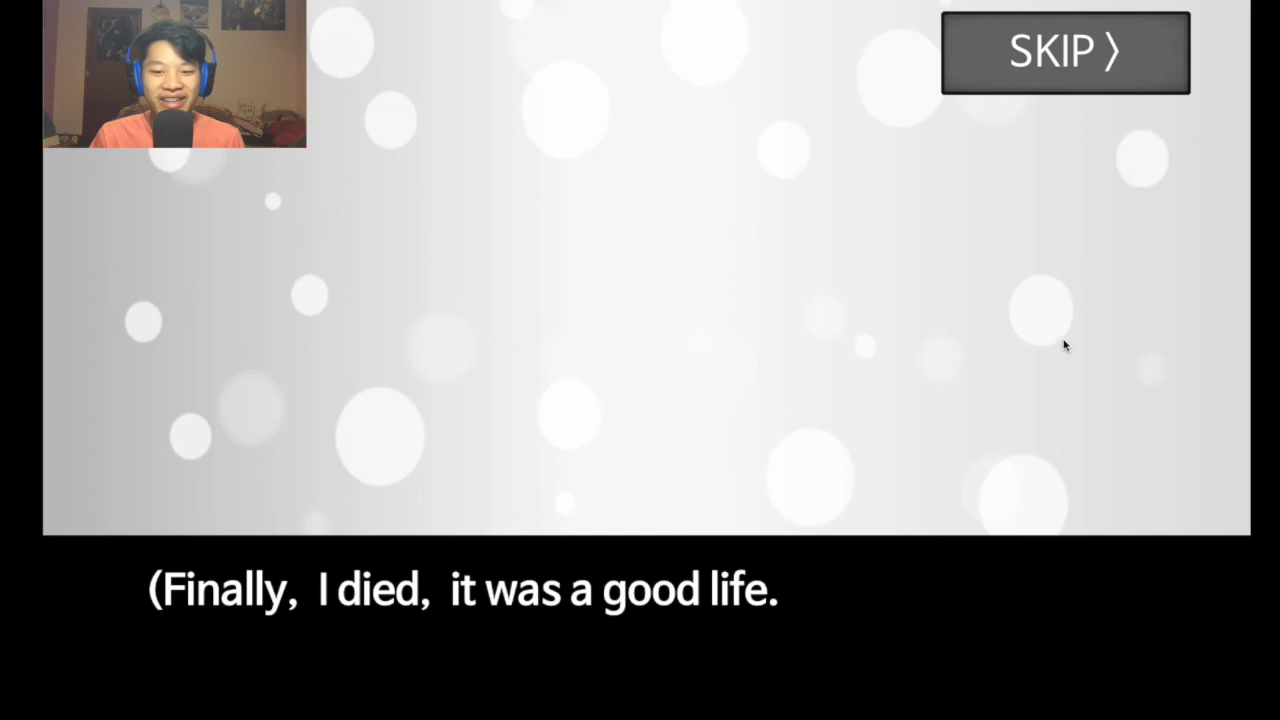 SKIP 〉
(Finally, I died, it was a good life.